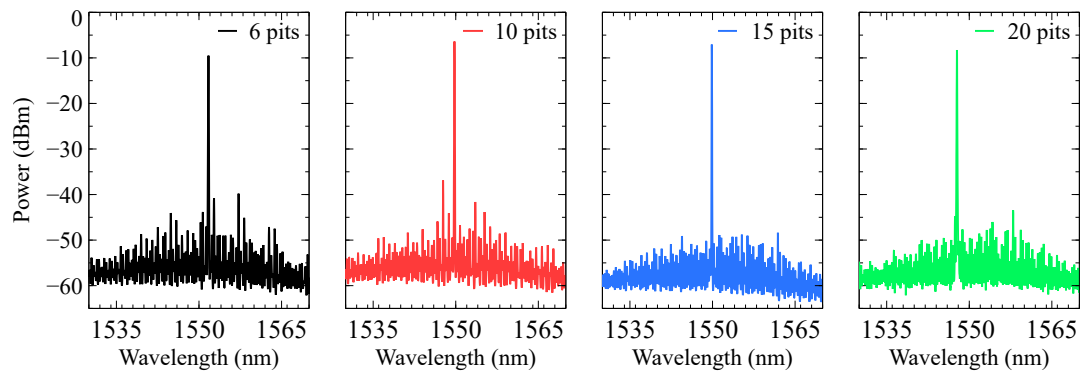 0
−10
−20
−30
−40
−50
−60
Power (dBm)
6 pits
10 pits
15 pits
20 pits
1535 1550 1565
1535 1550 1565
1535 1550 1565
1535 1550 1565
Wavelength (nm)
Wavelength (nm)
Wavelength (nm)
Wavelength (nm)